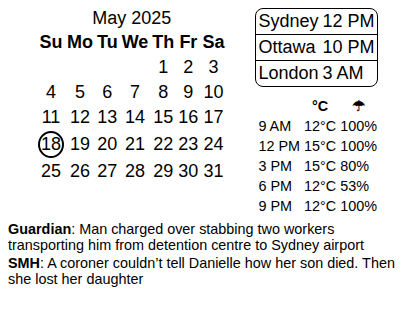 May 2025
Su Mo Tu We Th Fr Sa
1 2 3
4 5 6 7 8 9 10
11 12 13 14 15 16 17
18 19 20 21 22 23 24
25 26 27 28 29 30 31
Sydney 12 PM
Ottawa 10 PM
London 3 AM
°C ☂
9 AM 12°C 100%
12 PM 15°C 100%
3 PM 15°C 80%
6 PM 12°C 53%
9 PM 12°C 100%
Guardian: Man charged over stabbing two workers
transporting him from detention centre to Sydney airport
SMH: A coroner couldn’t tell Danielle how her son died. Then
she lost her daughter